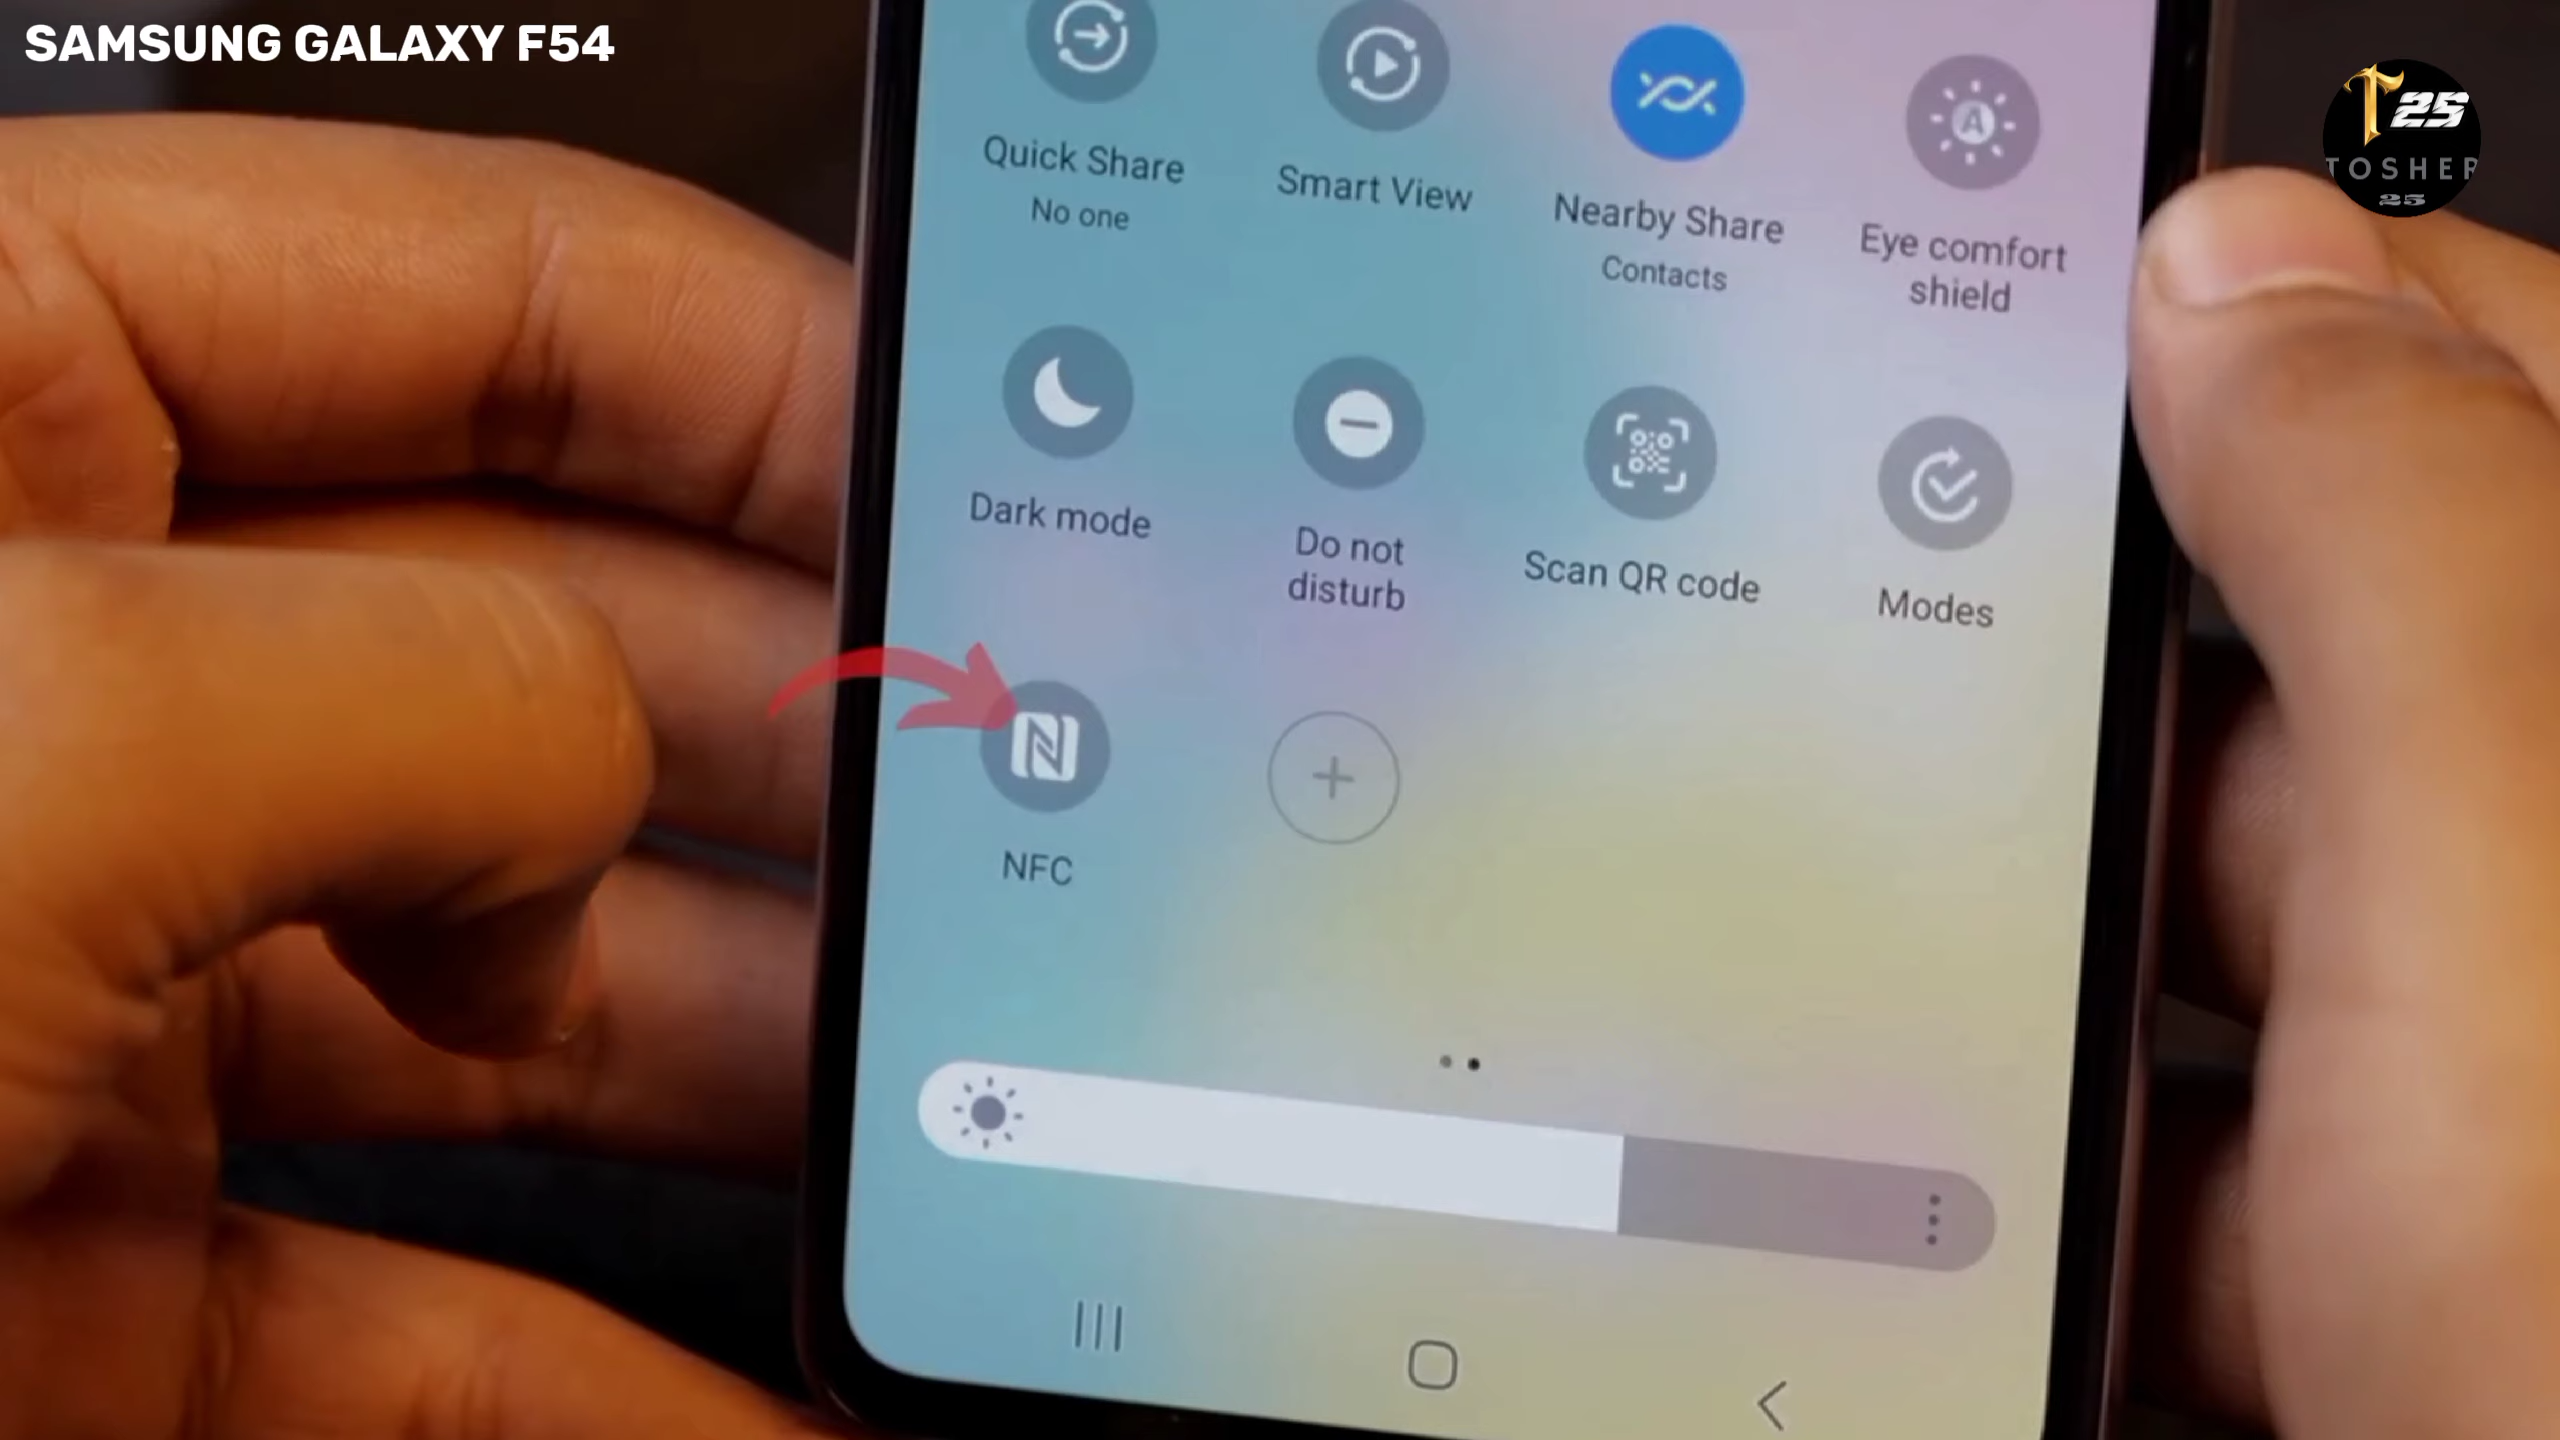 SAMSUNG GALAXY F54
T25
TOSHER
25
Quick Share
No one
Smart View
Nearby Share
Contacts
A
Eye comfort
shield
Dark mode
Do not
disturb
Scan QR code
Modes
NFC